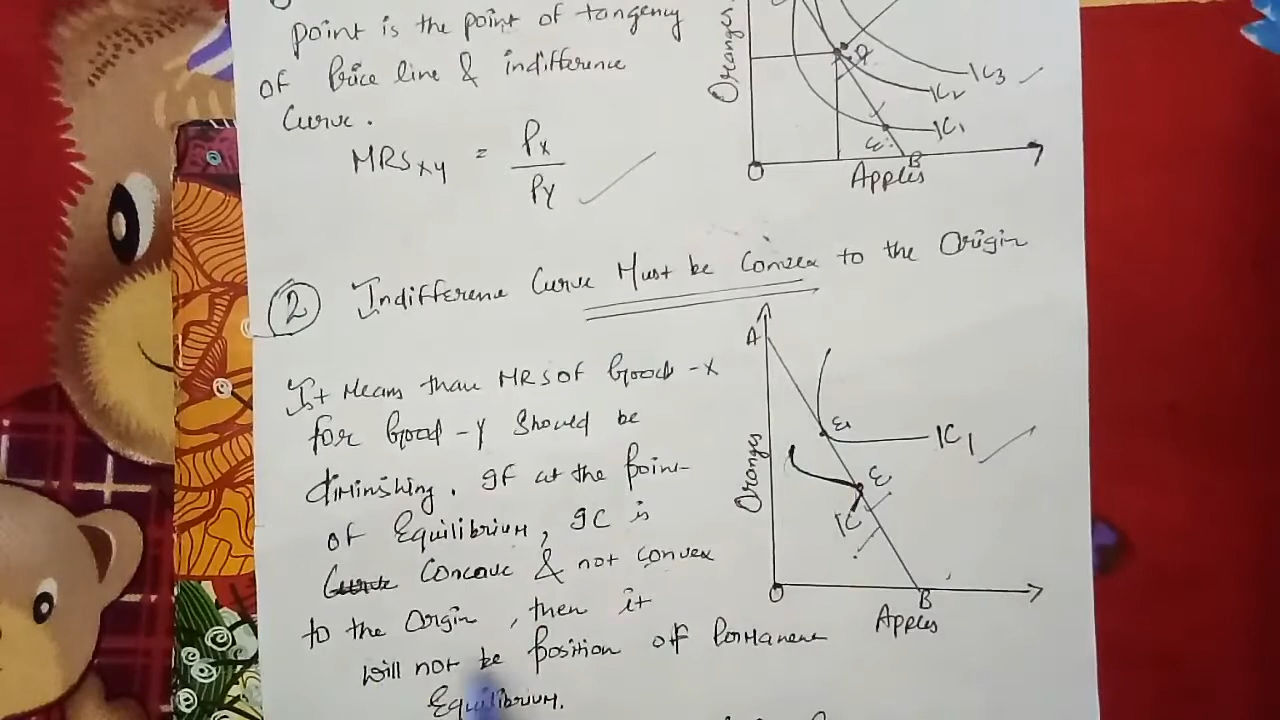 point is the point of tangency
of Price line & indifference
Curve.
MRSxy = Px
Py
Oranges
IC3
IC2
IC1
E
O
B
Apples
2 Indifference Curve Must be Convex to the Origin
It Means than MRS OF Good -X
for Good -Y Should be
diminshing. If at the Point
of Equilibrium, IC is
Concave & not convex
to the Origin, then it
will not be Position of Permanene
Equilibrium.
A
E1
IC1
E
IC
Oranges
O
B
Apples